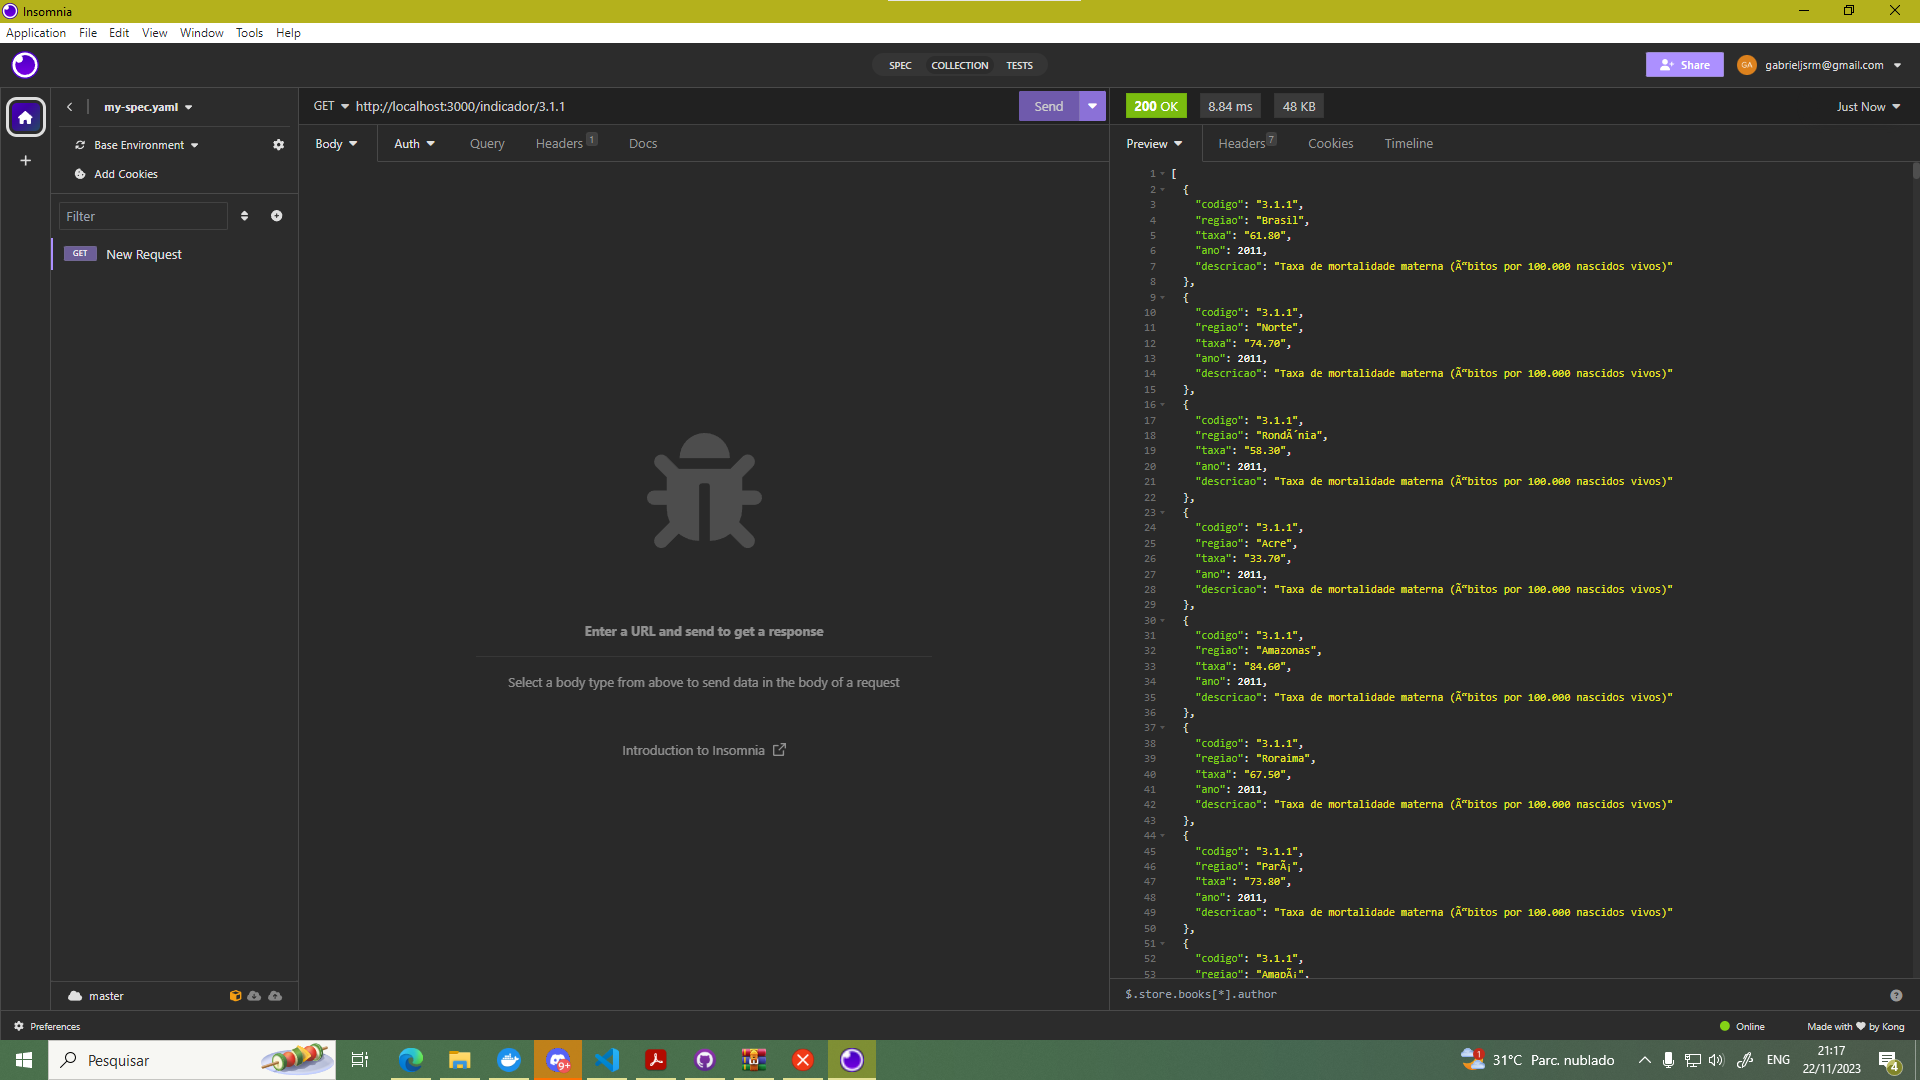 Insomnia
Application File Edit View Window Tools Help
SPEC COLLECTION TESTS
Share
GA gabrieljsrm@gmail.com
my-spec.yaml
GET http://localhost:3000/indicador/3.1.1
Send
200 OK 8.84 ms 48 KB
Just Now
Base Environment
Add Cookies
Filter
GET New Request
Body Auth Query Headers 1 Docs
Preview Headers 7 Cookies Timeline
Enter a URL and send to get a response
Select a body type from above to send data in the body of a request
Introduction to Insomnia
1 [
2 {
3 "codigo": "3.1.1",
4 "regiao": "Brasil",
5 "taxa": "61.80",
6 "ano": 2011,
7 "descricao": "Taxa de mortalidade materna (Ã“bitos por 100.000 nascidos vivos)"
8 },
9 {
10 "codigo": "3.1.1",
11 "regiao": "Norte",
12 "taxa": "74.70",
13 "ano": 2011,
14 "descricao": "Taxa de mortalidade materna (Ã“bitos por 100.000 nascidos vivos)"
15 },
16 {
17 "codigo": "3.1.1",
18 "regiao": "RondÃ´nia",
19 "taxa": "58.30",
20 "ano": 2011,
21 "descricao": "Taxa de mortalidade materna (Ã“bitos por 100.000 nascidos vivos)"
22 },
23 {
24 "codigo": "3.1.1",
25 "regiao": "Acre",
26 "taxa": "33.70",
27 "ano": 2011,
28 "descricao": "Taxa de mortalidade materna (Ã“bitos por 100.000 nascidos vivos)"
29 },
30 {
31 "codigo": "3.1.1",
32 "regiao": "Amazonas",
33 "taxa": "84.60",
34 "ano": 2011,
35 "descricao": "Taxa de mortalidade materna (Ã“bitos por 100.000 nascidos vivos)"
36 },
37 {
38 "codigo": "3.1.1",
39 "regiao": "Roraima",
40 "taxa": "67.50",
41 "ano": 2011,
42 "descricao": "Taxa de mortalidade materna (Ã“bitos por 100.000 nascidos vivos)"
43 },
44 {
45 "codigo": "3.1.1",
46 "regiao": "ParÃ¡",
47 "taxa": "73.80",
48 "ano": 2011,
49 "descricao": "Taxa de mortalidade materna (Ã“bitos por 100.000 nascidos vivos)"
50 },
51 {
52 "codigo": "3.1.1",
53 "regiao": "AmapÃ¡",
$.store.books[*].author
master
Preferences
Online
Made with ♥ by Kong
Pesquisar
9+
1
31°C Parc. nublado
ENG
21:17
22/11/2023
4